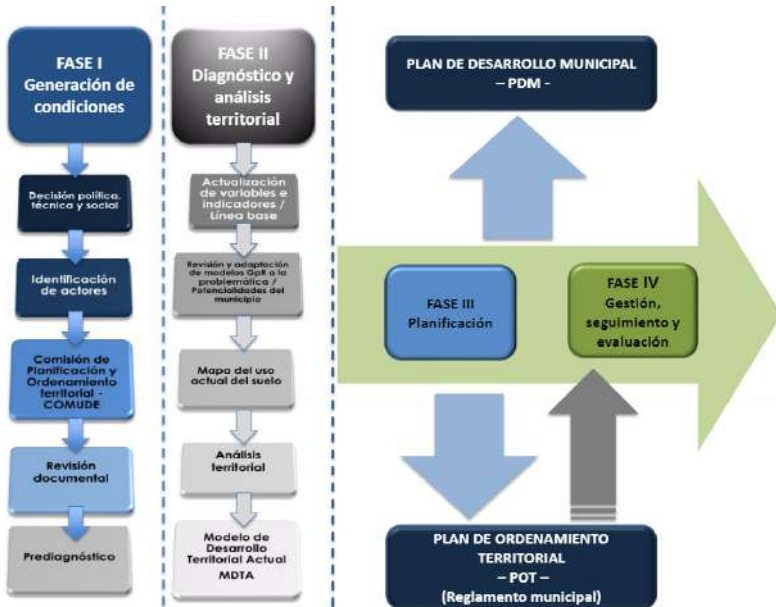 FASE I
Generación de
condiciones
Decisión política,
técnica y social
Identificación
de actores
Comisión de
Planificación y
Ordenamiento
territorial -
COMUDE
Revisión
documental
Prediagnóstico
FASE II
Diagnóstico y
análisis
territorial
Actualización
de variables e
indicadores /
Línea base
Revisión y adaptación
de modelos GpR a la
problemática /
Potencialidades del
municipio
Mapa del uso
actual del suelo
Análisis
territorial
Modelo de
Desarrollo
Territorial Actual
MDTA
PLAN DE DESARROLLO MUNICIPAL
– PDM -
FASE III
Planificación
FASE IV
Gestión,
seguimiento y
evaluación
PLAN DE ORDENAMIENTO
TERRITORIAL
– POT –
(Reglamento municipal)